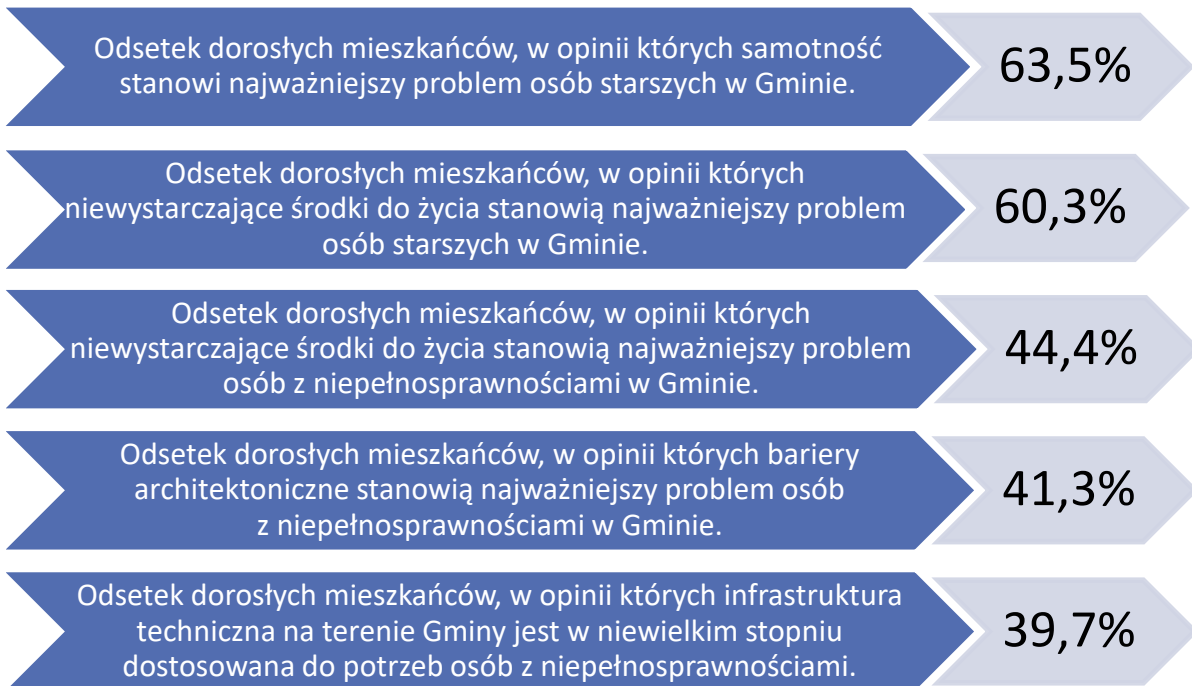 Odsetek dorosłych mieszkańców, w opinii których samotność
stanowi najważniejszy problem osób starszych w Gminie.
63,5%
Odsetek dorosłych mieszkańców, w opinii których
niewystarczające środki do życia stanowią najważniejszy problem
osób starszych w Gminie.
60,3%
Odsetek dorosłych mieszkańców, w opinii których
niewystarczające środki do życia stanowią najważniejszy problem
osób z niepełnosprawnościami w Gminie.
44,4%
Odsetek dorosłych mieszkańców, w opinii których bariery
architektoniczne stanowią najważniejszy problem osób
z niepełnosprawnościami w Gminie.
41,3%
Odsetek dorosłych mieszkańców, w opinii których infrastruktura
techniczna na terenie Gminy jest w niewielkim stopniu
dostosowana do potrzeb osób z niepełnosprawnościami.
39,7%